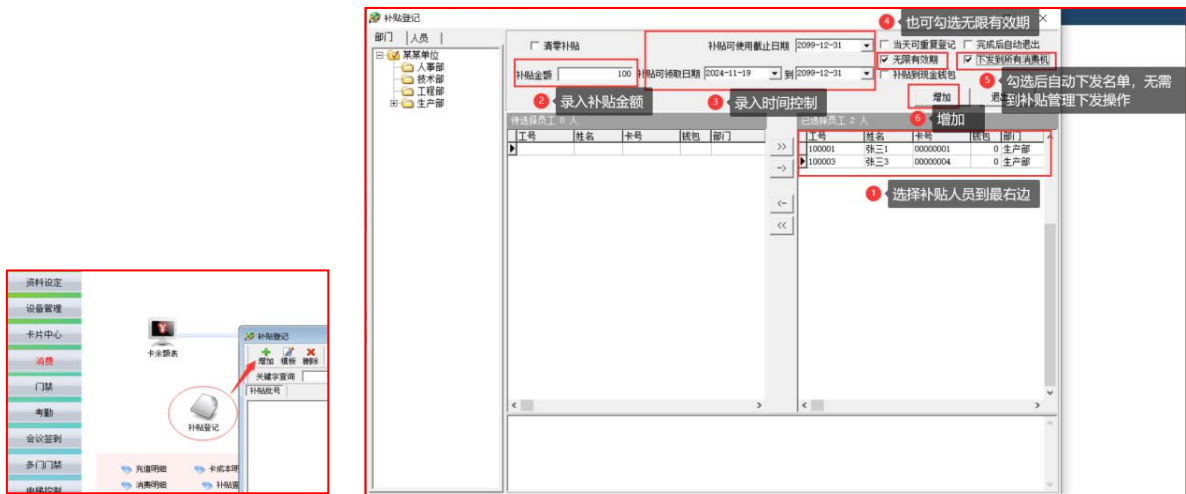 资料设定
设备管理
卡片中心
消费
门禁
考勤
会议签到
多门门禁
电梯控制
卡余额表
补贴登记
充值明细
消费明细
卡成本明
补贴登记
增加 模板 删除
关键字查询
补贴批号
补贴登记
部门 人员
某某单位
人事部
技术部
工程部
生产部
清零补贴
补贴可使用截止日期 2099-12-31
当天可重复登记
完成后自动退出
无限有效期
下发到所有消费机
补贴金额 100
补贴可领取日期 2024-11-19 到 2099-12-31
补贴到现金钱包
增加
4 也可勾选无限有效期
5 勾选后自动下发名单，无需
到补贴管理下发操作
2 录入补贴金额
3 录入时间控制
6 增加
待选择员工 0 人
工号 姓名 卡号 钱包 部门
>>
->
<-
<<
已选择员工 2 人
工号 姓名 卡号 钱包 部门
100001 张三1 00000001 0 生产部
100003 张三3 00000004 0 生产部
1 选择补贴人员到最右边